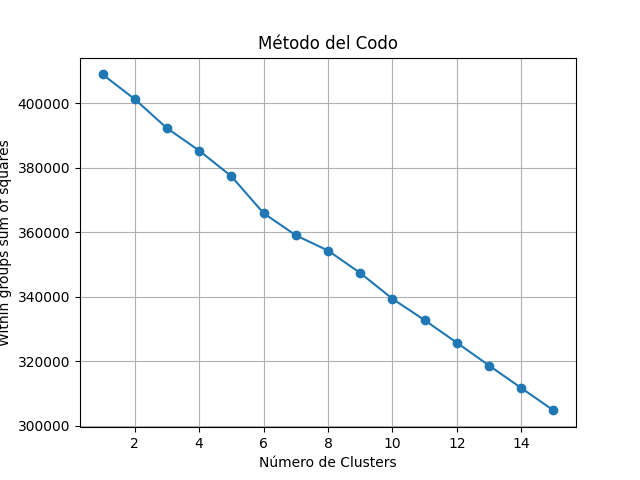 Método del Codo
400000
380000
360000
340000
320000
300000
Within groups sum of squares
2 4 6 8 10 12 14
Número de Clusters